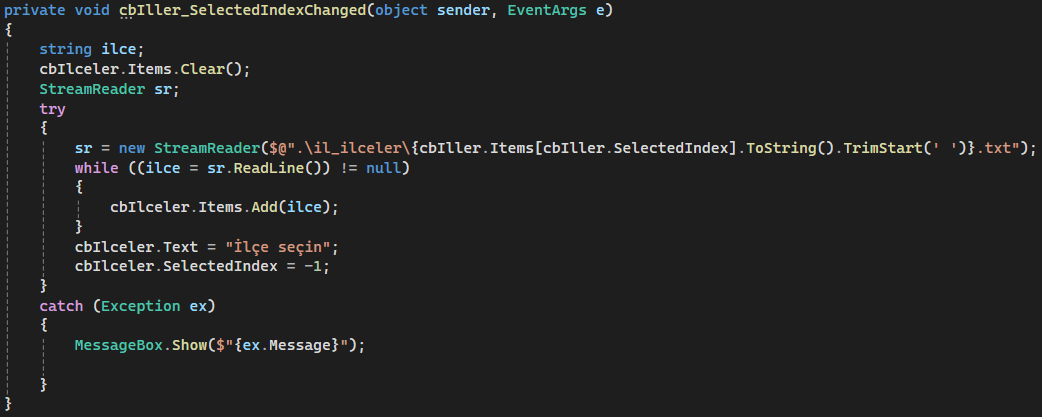 private void cbIller_SelectedIndexChanged(object sender, EventArgs e)
{
    string ilce;
    cbIlceler.Items.Clear();
    StreamReader sr;
    try
    {
        sr = new StreamReader($@".\il_ilceler\{cbIller.Items[cbIller.SelectedIndex].ToString().TrimStart(' ')}.txt");
        while ((ilce = sr.ReadLine()) != null)
        {
            cbIlceler.Items.Add(ilce);
        }
        cbIlceler.Text = "İlçe seçin";
        cbIlceler.SelectedIndex = -1;
    }
    catch (Exception ex)
    {
        MessageBox.Show($"{ex.Message}");

    }
}